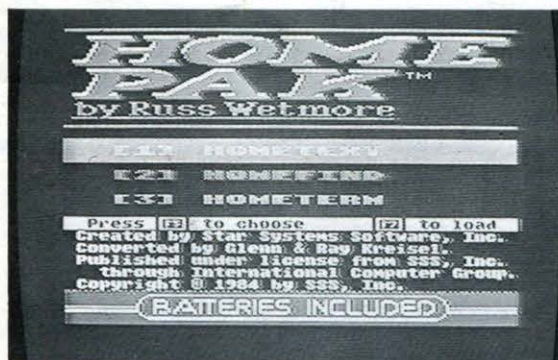 HOME
PAK™
by Russ Wetmore
[1] HOMETEXT
[2] HOMEFIND
[3] HOMETERM
Press F5 to choose F7 to load
Created by Star Systems Software, Inc.
Converted by Glenn & Ray Kreisel.
Published under license from SSS, Inc.
through International Computer Group.
Copyright © 1984 by SSS, Inc.
BATTERIES INCLUDED